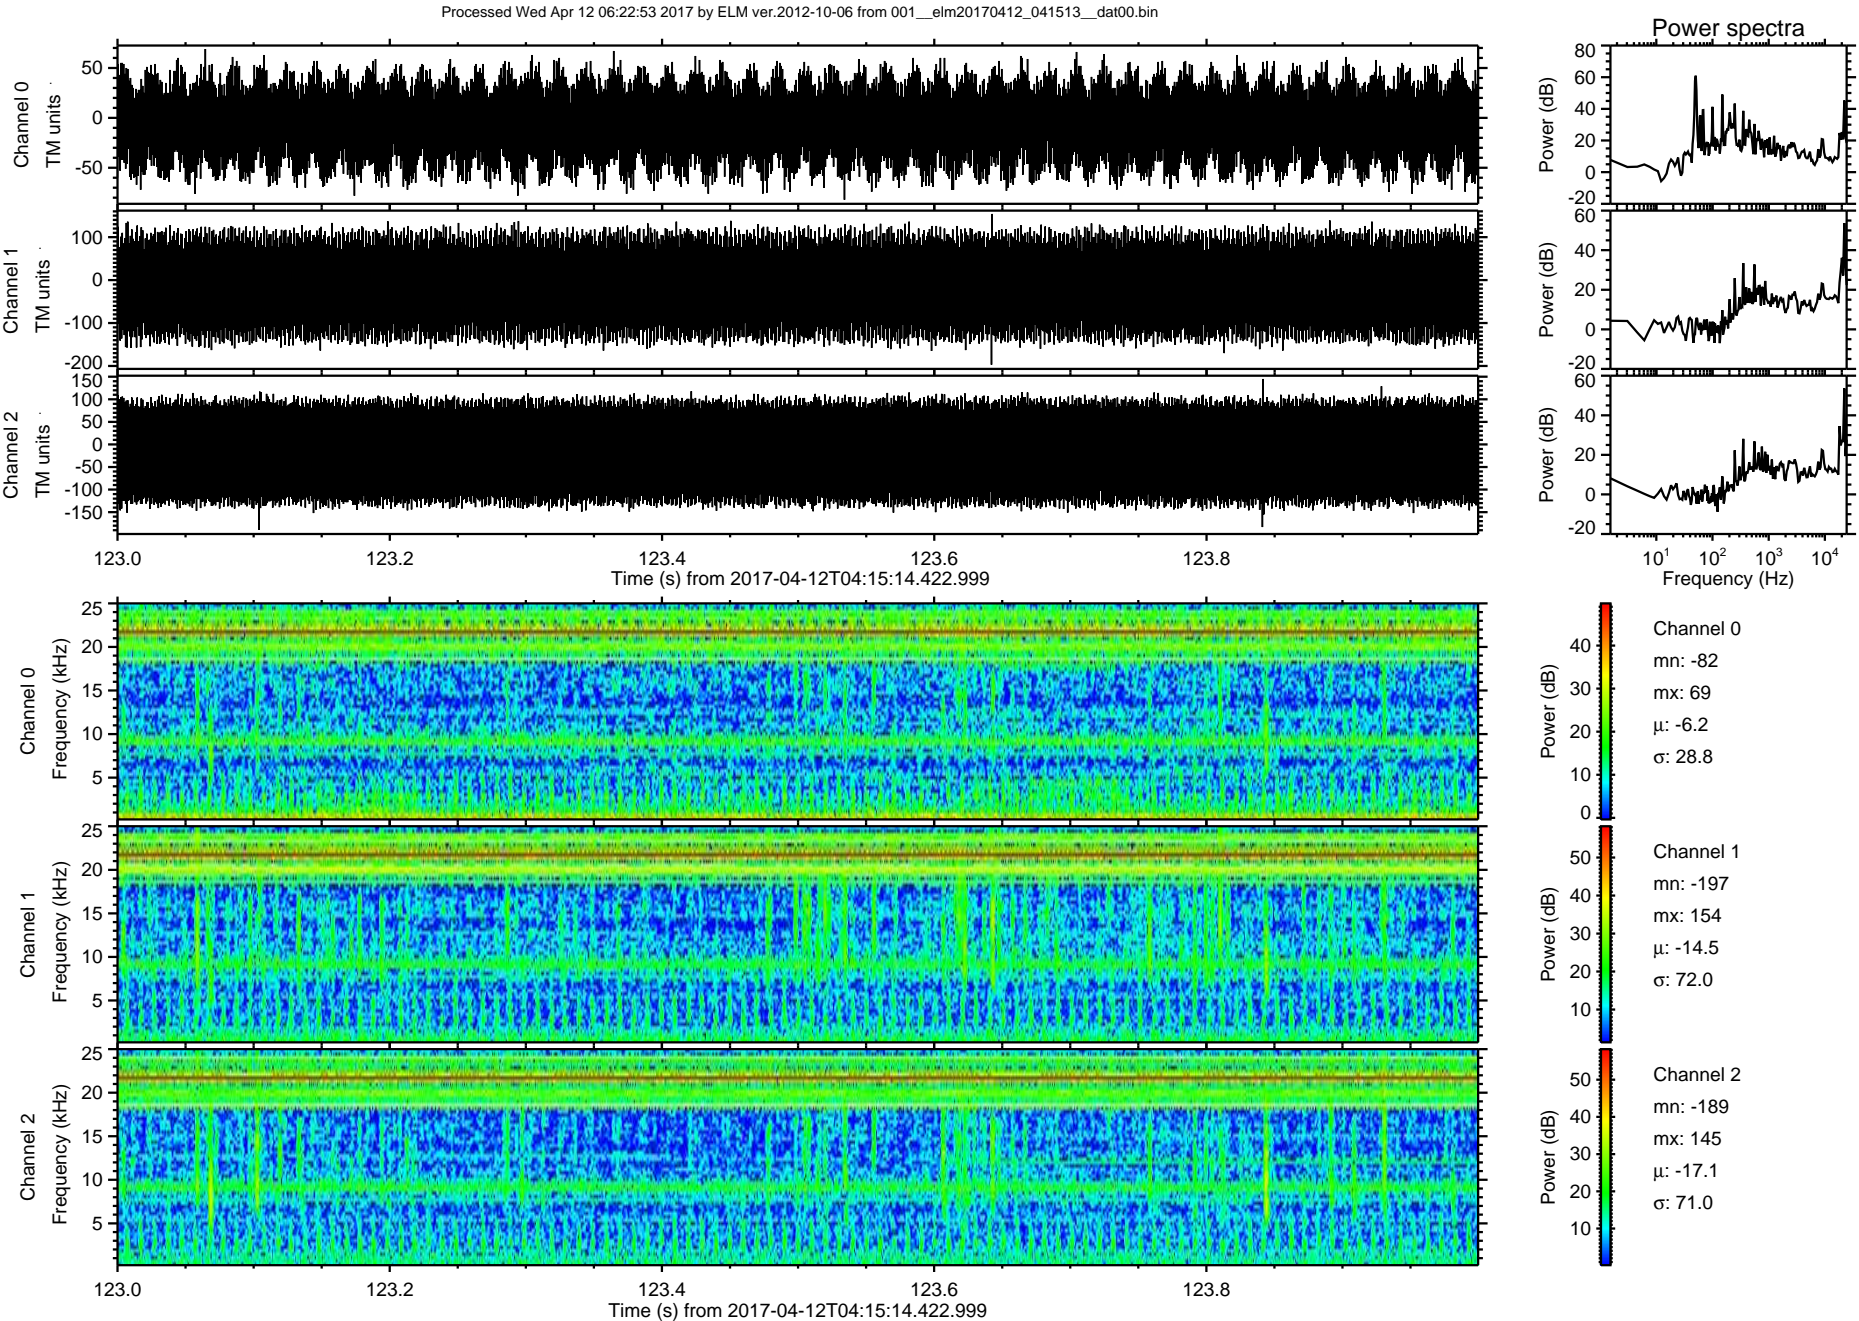 Processed Wed Apr 12 06:22:53 2017 by ELM ver.2012-10-06 from 001__elm20170412_041513__dat00.bin
Power spectra
Channel 0
TM units
50
0
-50
Power (dB)
80
60
40
20
0
-20
Channel 1
TM units
100
0
-100
-200
Power (dB)
60
40
20
0
-20
Channel 2
TM units
150
100
50
0
-50
-100
-150
Power (dB)
60
40
20
0
-20
123.0 123.2 123.4 123.6 123.8
Time (s) from 2017-04-12T04:15:14.422.999
10¹ 10² 10³ 10⁴
Frequency (Hz)
Channel 0
Frequency (kHz)
25
20
15
10
5
Power (dB)
40
30
20
10
0
Channel 0
mn: -82
mx: 69
μ: -6.2
σ: 28.8
Channel 1
Frequency (kHz)
25
20
15
10
5
Power (dB)
50
40
30
20
10
Channel 1
mn: -197
mx: 154
μ: -14.5
σ: 72.0
Channel 2
Frequency (kHz)
25
20
15
10
5
Power (dB)
50
40
30
20
10
Channel 2
mn: -189
mx: 145
μ: -17.1
σ: 71.0
123.0 123.2 123.4 123.6 123.8
Time (s) from 2017-04-12T04:15:14.422.999